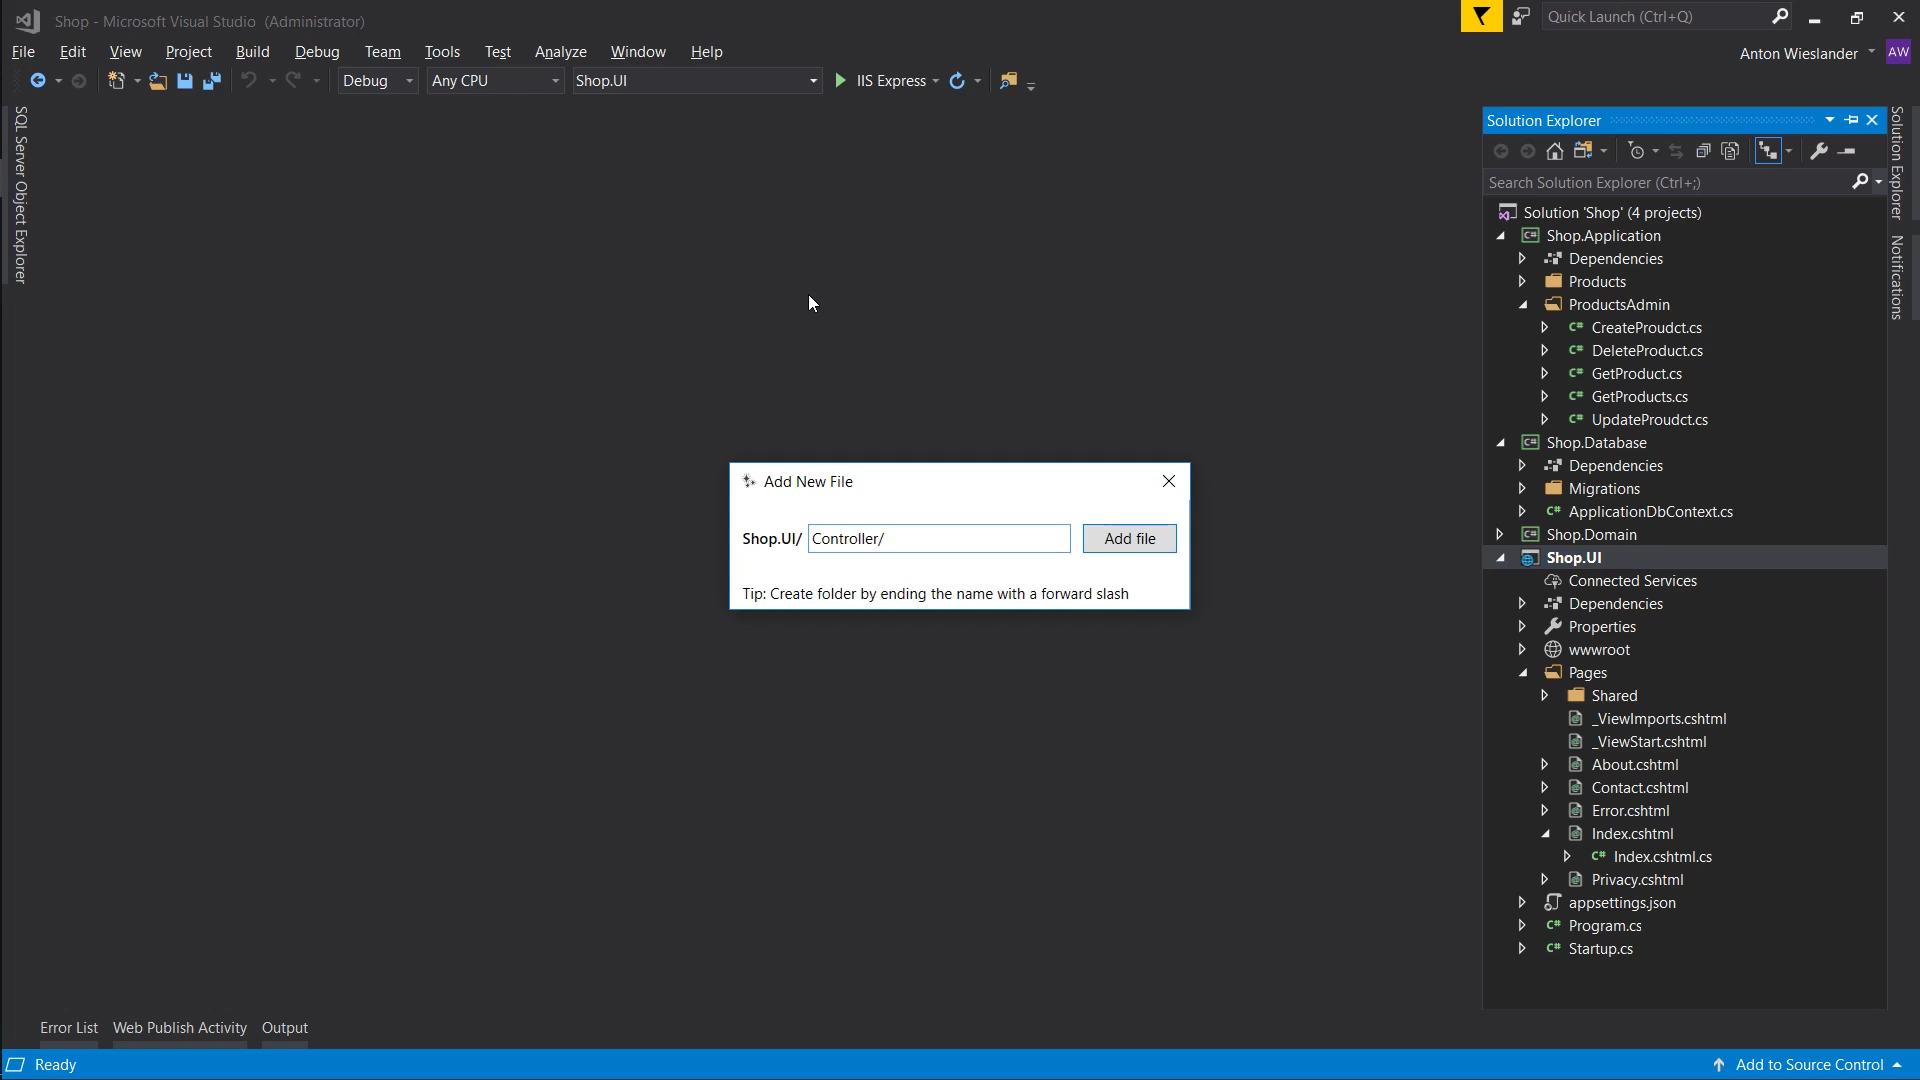 Shop - Microsoft Visual Studio (Administrator)
Quick Launch (Ctrl+Q)
File Edit View Project Build Debug Team Tools Test Analyze Window Help
Anton Wieslander AW
Debug Any CPU Shop.UI IIS Express
SQL Server Object Explorer
Solution Explorer
Search Solution Explorer (Ctrl+;)
Solution 'Shop' (4 projects)
Shop.Application
Dependencies
Products
ProductsAdmin
CreateProudct.cs
DeleteProduct.cs
GetProduct.cs
GetProducts.cs
UpdateProudct.cs
Shop.Database
Dependencies
Migrations
ApplicationDbContext.cs
Shop.Domain
Shop.UI
Connected Services
Dependencies
Properties
wwwroot
Pages
Shared
_ViewImports.cshtml
_ViewStart.cshtml
About.cshtml
Contact.cshtml
Error.cshtml
Index.cshtml
Index.cshtml.cs
Privacy.cshtml
appsettings.json
Program.cs
Startup.cs
Solution Explorer
Notifications
Add New File
Shop.UI/ Controller/ Add file
Tip: Create folder by ending the name with a forward slash
Error List Web Publish Activity Output
Ready
Add to Source Control